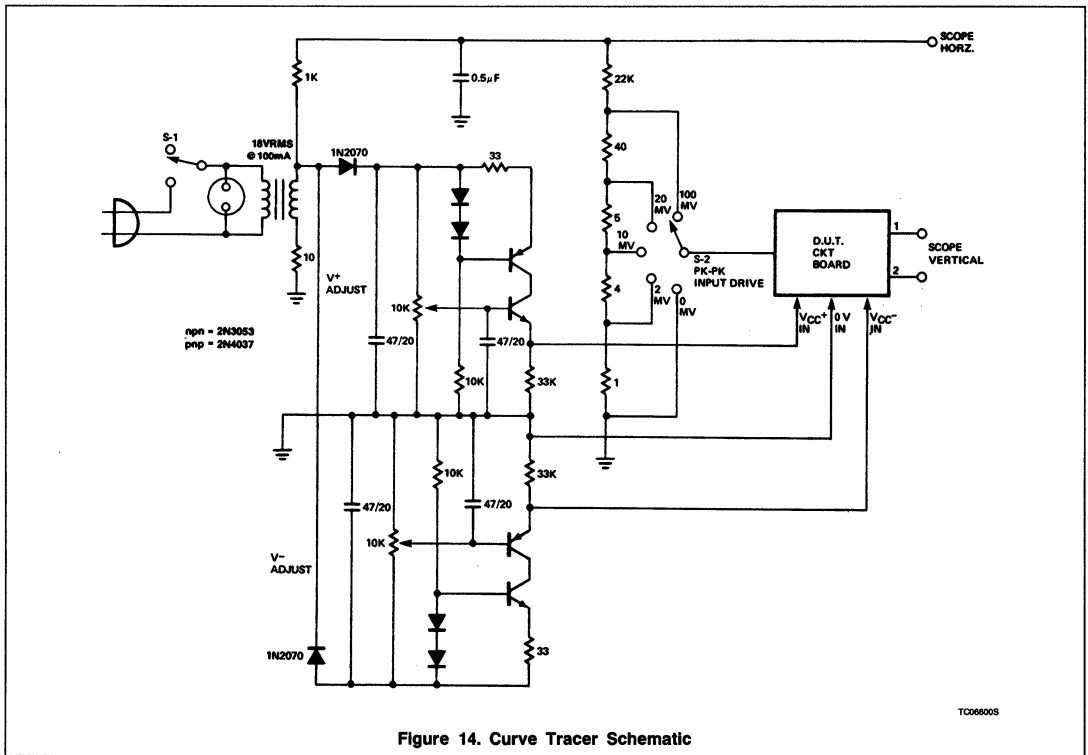 SCOPE
HORZ.
1K
0.5μF
22K
S-1
18VRMS
@ 100mA
1N2070
33
40
20
MV
100
MV
5
10
MV
S-2
PK-PK
INPUT DRIVE
D.U.T.
CKT
BOARD
1
2
SCOPE
VERTICAL
10
V+
ADJUST
4
2
MV
0
MV
10K
VCC+
IN
0 V
IN
VCC−
IN
npn = 2N3053
pnp = 2N4037
47/20
47/20
10K
33K
1
10K
33K
47/20
47/20
10K
V−
ADJUST
1N2070
33
TC06600S
Figure 14. Curve Tracer Schematic